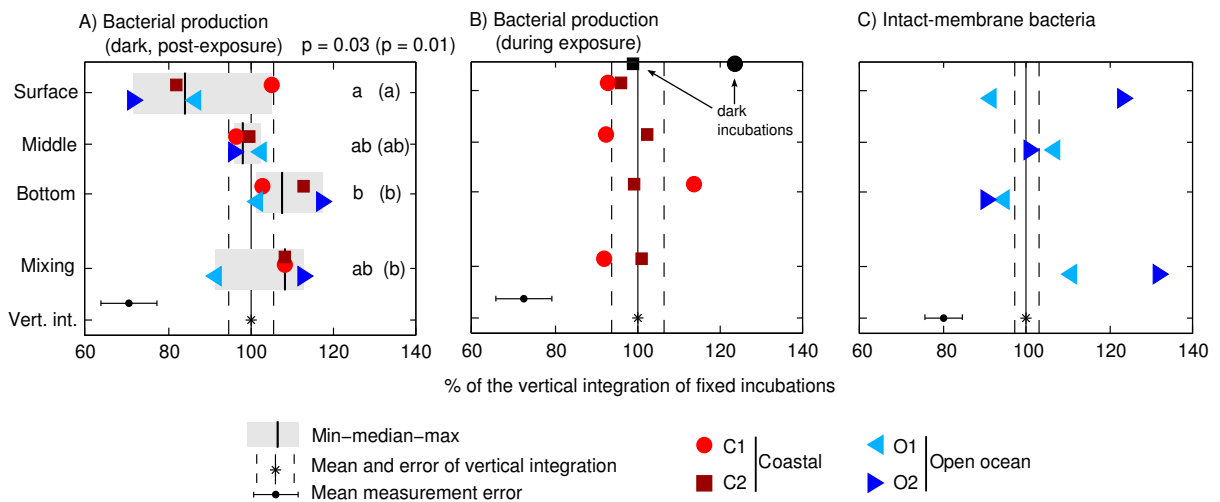 A) Bacterial production
(dark, post-exposure) p = 0.03 (p = 0.01)
B) Bacterial production
(during exposure)
C) Intact-membrane bacteria
Surface
Middle
Bottom
Mixing
Vert. int.
a (a)
ab (ab)
b (b)
ab (b)
dark
incubations
60 80 100 120 140
60 80 100 120 140
60 80 100 120 140
% of the vertical integration of fixed incubations
Min−median−max
Mean and error of vertical integration
Mean measurement error
C1
C2
Coastal
O1
O2
Open ocean